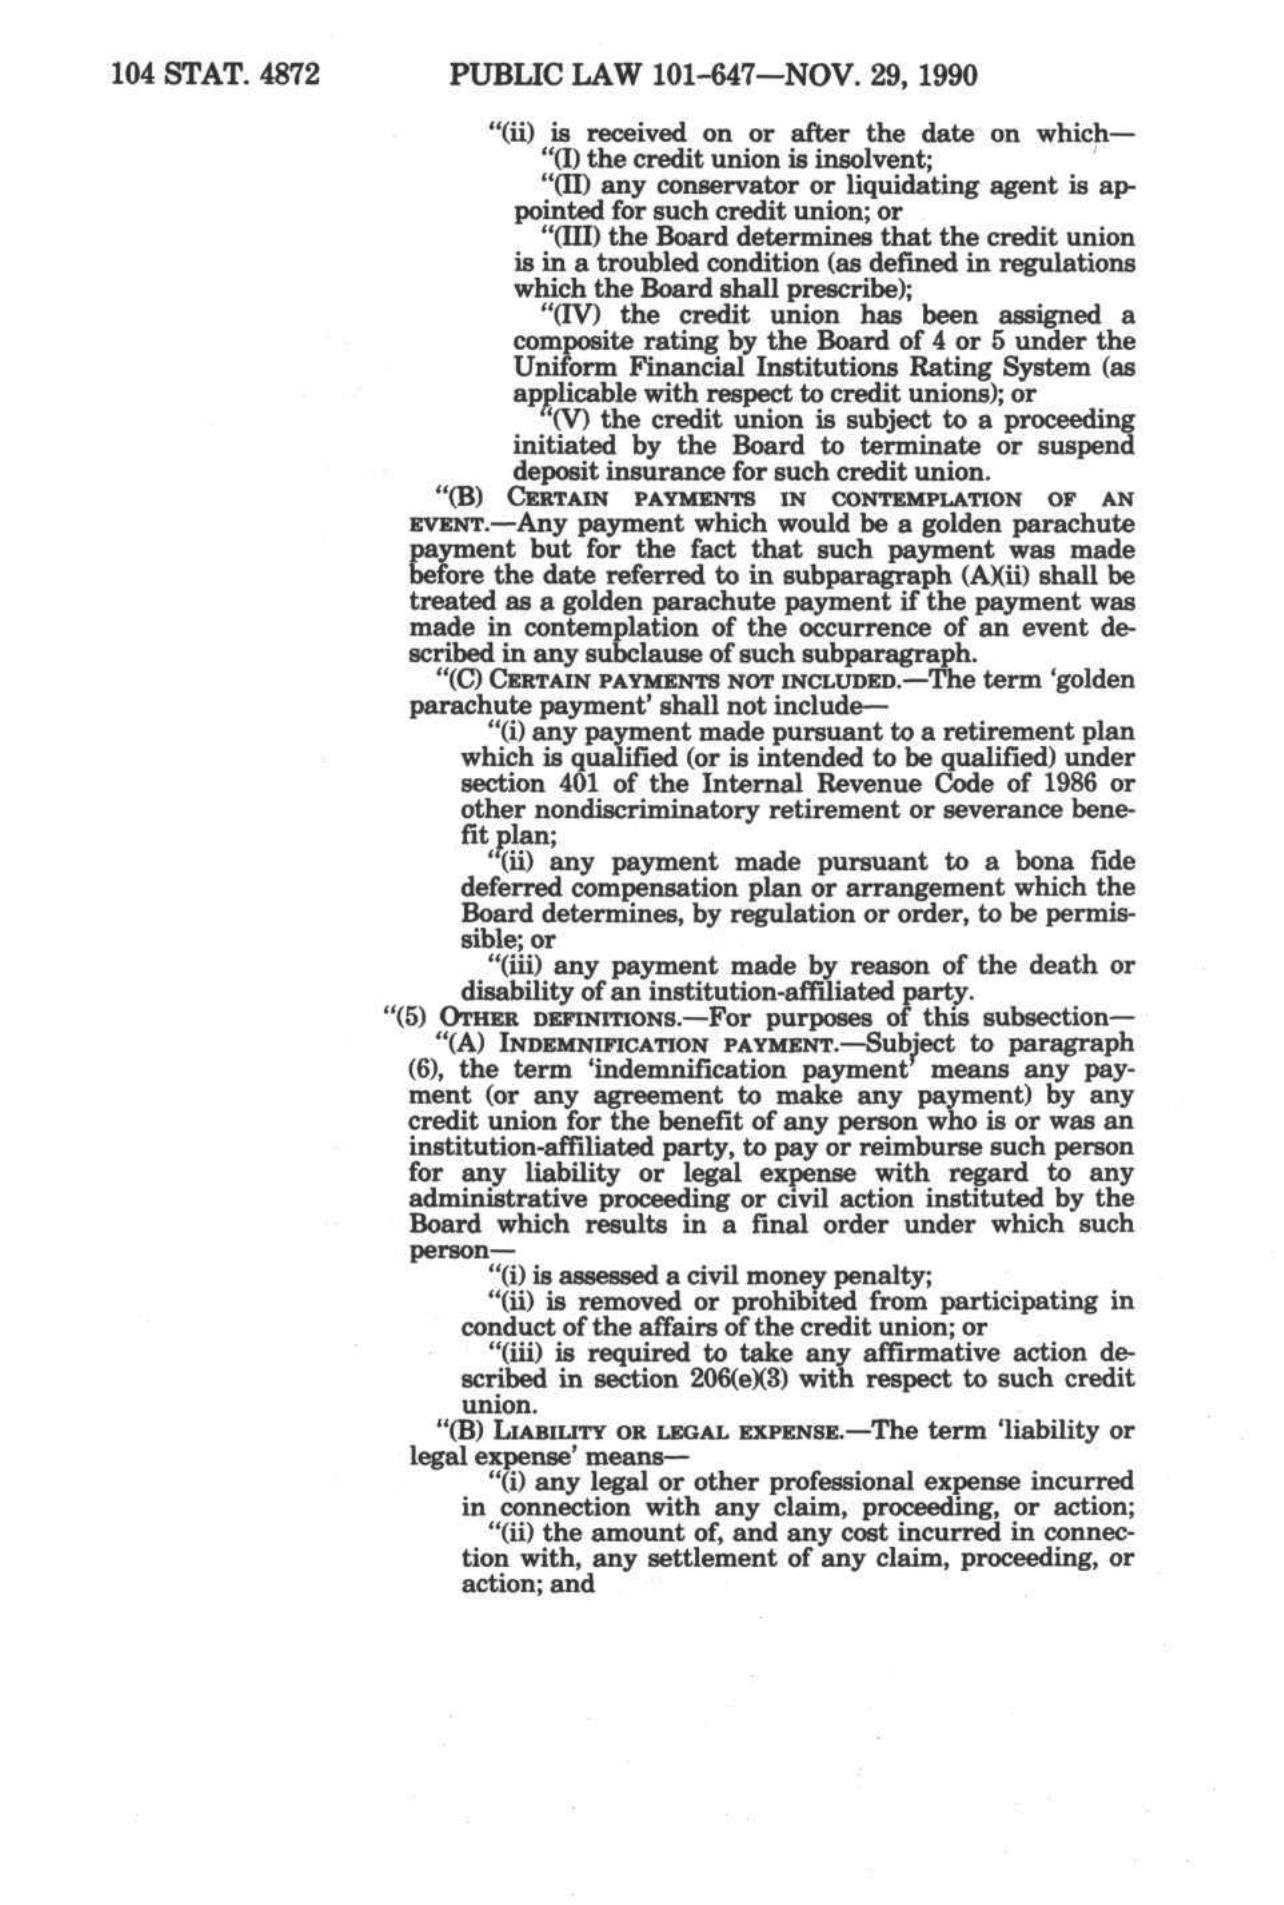 104 STAT. 4872 PUBLIC LAW 101–647—NOV. 29, 1990
“(ii) is received on or after the date on which—
“(I) the credit union is insolvent;
“(II) any conservator or liquidating agent is ap-
pointed for such credit union; or
“(III) the Board determines that the credit union
is in a troubled condition (as defined in regulations
which the Board shall prescribe);
“(IV) the credit union has been assigned a
composite rating by the Board of 4 or 5 under the
Uniform Financial Institutions Rating System (as
applicable with respect to credit unions); or
“(V) the credit union is subject to a proceeding
initiated by the Board to terminate or suspend
deposit insurance for such credit union.
“(B) CERTAIN PAYMENTS IN CONTEMPLATION OF AN
EVENT.—Any payment which would be a golden parachute
payment but for the fact that such payment was made
before the date referred to in subparagraph (A)(ii) shall be
treated as a golden parachute payment if the payment was
made in contemplation of the occurrence of an event de-
scribed in any subclause of such subparagraph.
“(C) CERTAIN PAYMENTS NOT INCLUDED.—The term ‘golden
parachute payment’ shall not include—
“(i) any payment made pursuant to a retirement plan
which is qualified (or is intended to be qualified) under
section 401 of the Internal Revenue Code of 1986 or
other nondiscriminatory retirement or severance bene-
fit plan;
“(ii) any payment made pursuant to a bona fide
deferred compensation plan or arrangement which the
Board determines, by regulation or order, to be permis-
sible; or
“(iii) any payment made by reason of the death or
disability of an institution-affiliated party.
“(5) OTHER DEFINITIONS.—For purposes of this subsection—
“(A) INDEMNIFICATION PAYMENT.—Subject to paragraph
(6), the term ‘indemnification payment’ means any pay-
ment (or any agreement to make any payment) by any
credit union for the benefit of any person who is or was an
institution-affiliated party, to pay or reimburse such person
for any liability or legal expense with regard to any
administrative proceeding or civil action instituted by the
Board which results in a final order under which such
person—
“(i) is assessed a civil money penalty;
“(ii) is removed or prohibited from participating in
conduct of the affairs of the credit union; or
“(iii) is required to take any affirmative action de-
scribed in section 206(e)(3) with respect to such credit
union.
“(B) LIABILITY OR LEGAL EXPENSE.—The term ‘liability or
legal expense’ means—
“(i) any legal or other professional expense incurred
in connection with any claim, proceeding, or action;
“(ii) the amount of, and any cost incurred in connec-
tion with, any settlement of any claim, proceeding, or
action; and